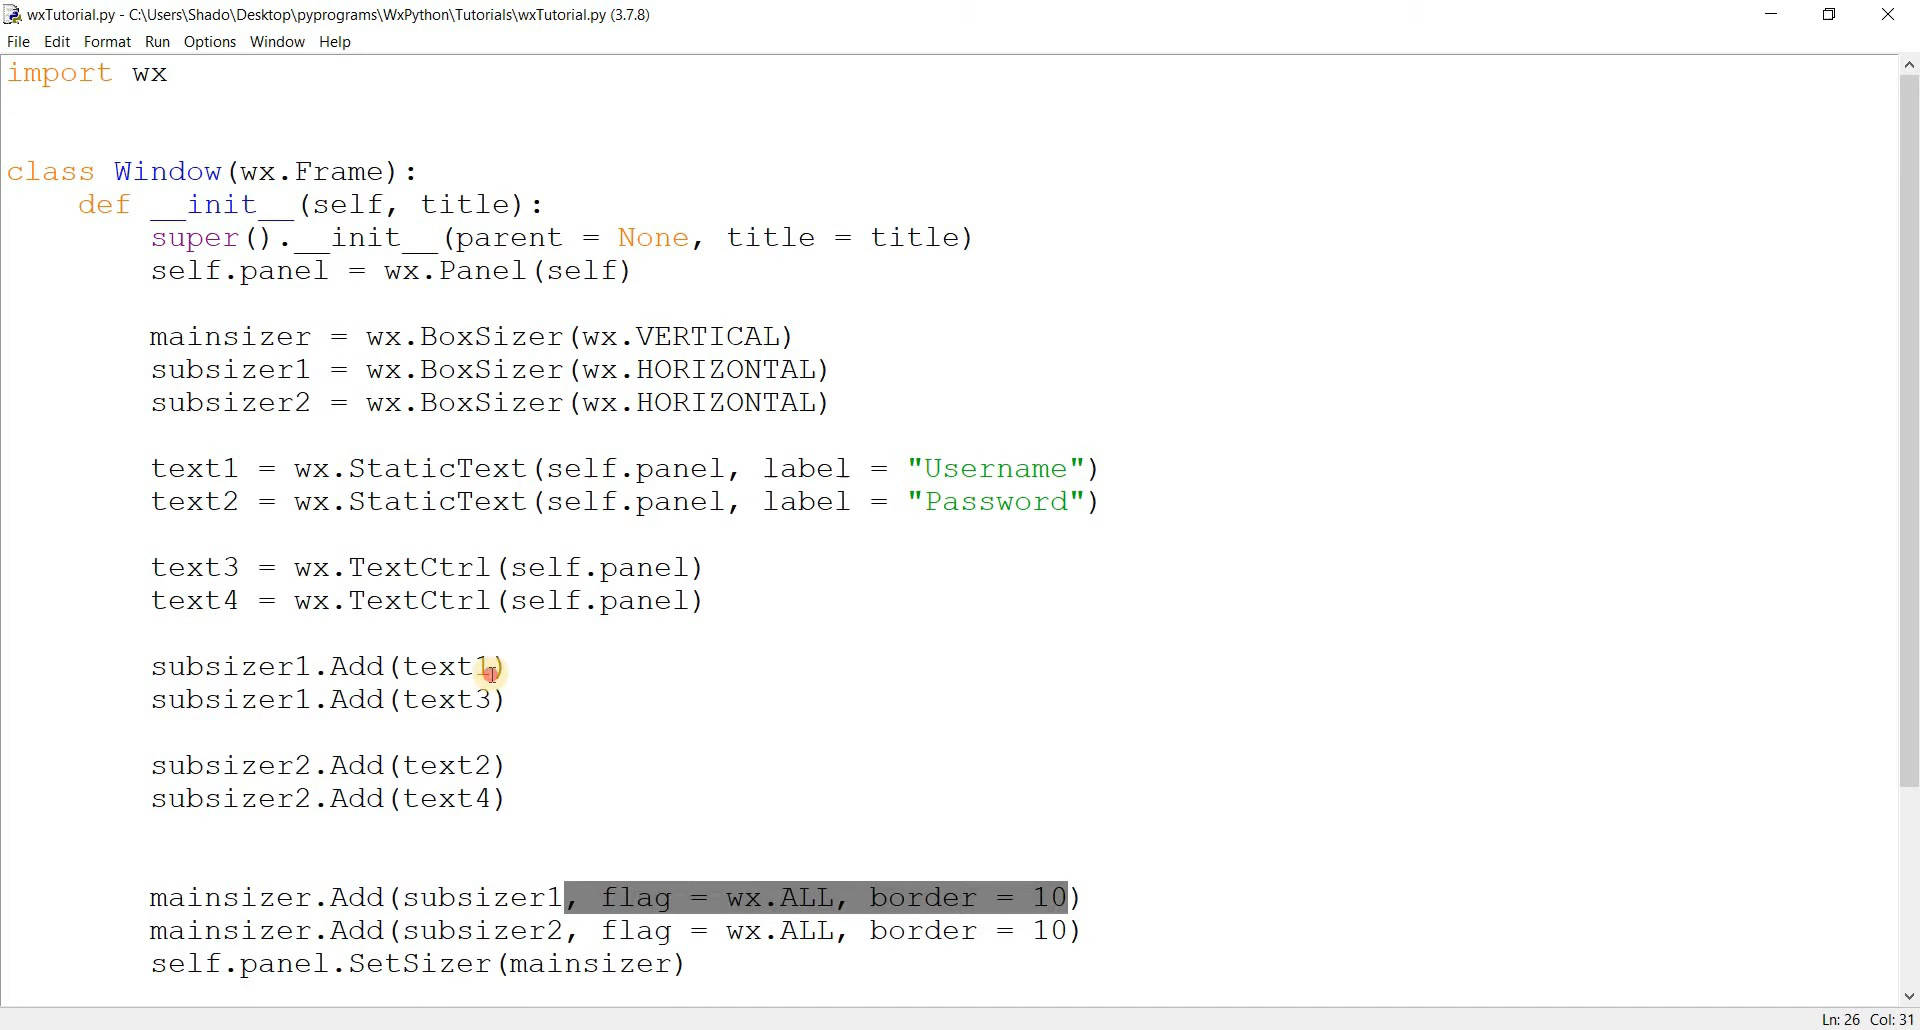 wxTutorial.py - C:\Users\Shado\Desktop\pyprograms\WxPython\Tutorials\wxTutorial.py (3.7.8)
File Edit Format Run Options Window Help
import wx
class Window(wx.Frame):
    def __init__(self, title):
        super().__init__(parent = None, title = title)
        self.panel = wx.Panel(self)
        mainsizer = wx.BoxSizer(wx.VERTICAL)
        subsizer1 = wx.BoxSizer(wx.HORIZONTAL)
        subsizer2 = wx.BoxSizer(wx.HORIZONTAL)
        text1 = wx.StaticText(self.panel, label = "Username")
        text2 = wx.StaticText(self.panel, label = "Password")
        text3 = wx.TextCtrl(self.panel)
        text4 = wx.TextCtrl(self.panel)
        subsizer1.Add(text1)
        subsizer1.Add(text3)
        subsizer2.Add(text2)
        subsizer2.Add(text4)
        mainsizer.Add(subsizer1, flag = wx.ALL, border = 10)
        mainsizer.Add(subsizer2, flag = wx.ALL, border = 10)
        self.panel.SetSizer(mainsizer)
Ln: 26 Col: 31